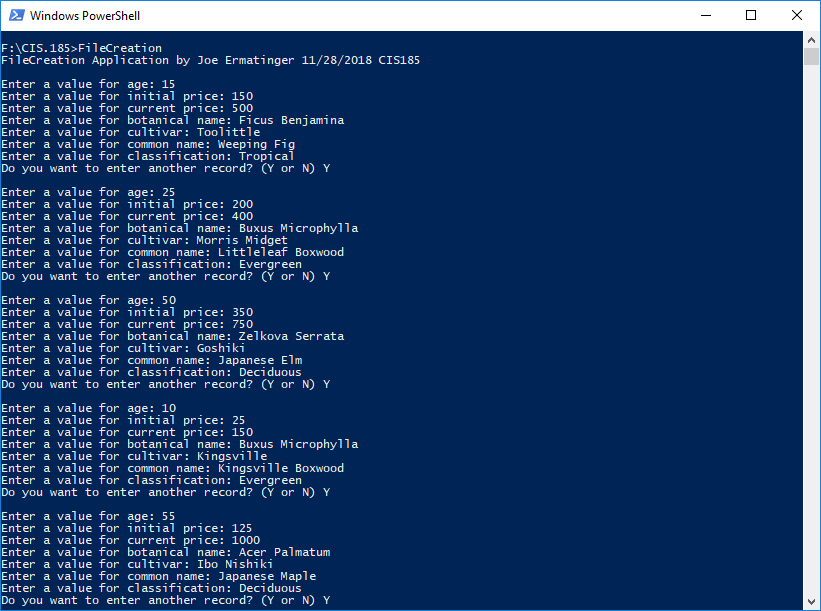 Windows PowerShell
F:\CIS.185>FileCreation
FileCreation Application by Joe Ermatinger 11/28/2018 CIS185
Enter a value for age: 15
Enter a value for initial price: 150
Enter a value for current price: 500
Enter a value for botanical name: Ficus Benjamina
Enter a value for cultivar: Toolittle
Enter a value for common name: Weeping Fig
Enter a value for classification: Tropical
Do you want to enter another record? (Y or N) Y
Enter a value for age: 25
Enter a value for initial price: 200
Enter a value for current price: 400
Enter a value for botanical name: Buxus Microphylla
Enter a value for cultivar: Morris Midget
Enter a value for common name: Littleleaf Boxwood
Enter a value for classification: Evergreen
Do you want to enter another record? (Y or N) Y
Enter a value for age: 50
Enter a value for initial price: 350
Enter a value for current price: 750
Enter a value for botanical name: Zelkova Serrata
Enter a value for cultivar: Goshiki
Enter a value for common name: Japanese Elm
Enter a value for classification: Deciduous
Do you want to enter another record? (Y or N) Y
Enter a value for age: 10
Enter a value for initial price: 25
Enter a value for current price: 150
Enter a value for botanical name: Buxus Microphylla
Enter a value for cultivar: Kingsville
Enter a value for common name: Kingsville Boxwood
Enter a value for classification: Evergreen
Do you want to enter another record? (Y or N) Y
Enter a value for age: 55
Enter a value for initial price: 125
Enter a value for current price: 1000
Enter a value for botanical name: Acer Palmatum
Enter a value for cultivar: Ibo Nishiki
Enter a value for common name: Japanese Maple
Enter a value for classification: Deciduous
Do you want to enter another record? (Y or N) Y